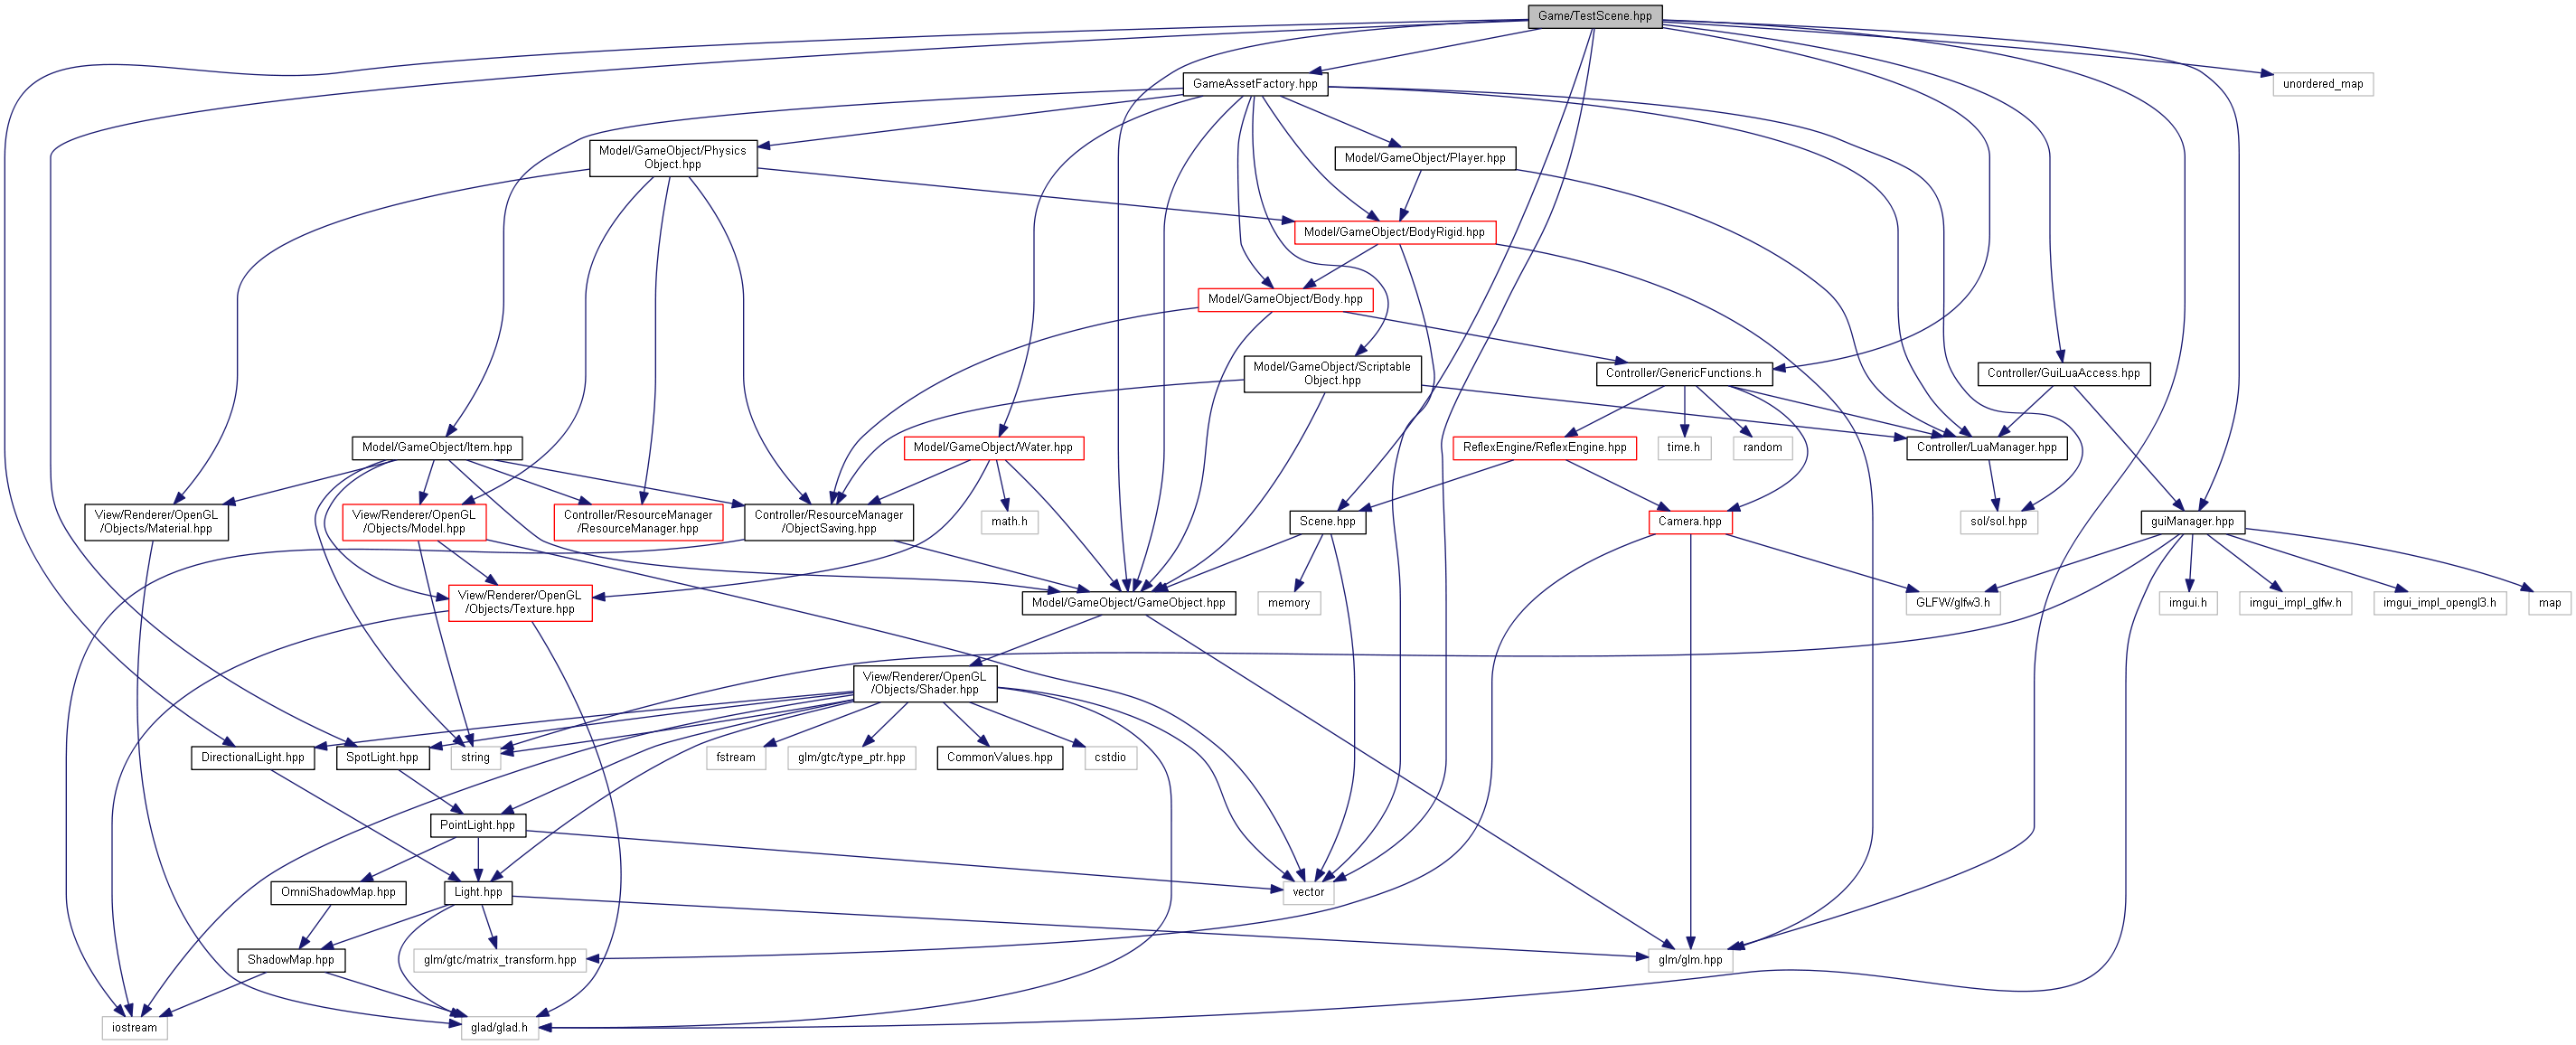 Game/TestScene.hpp
GameAssetFactory.hpp
unordered_map
Model/GameObject/Physics
Object.hpp
Model/GameObject/Player.hpp
Model/GameObject/BodyRigid.hpp
Model/GameObject/Body.hpp
Model/GameObject/Scriptable
Object.hpp
Controller/GenericFunctions.h
Controller/GuiLuaAccess.hpp
Model/GameObject/Item.hpp
Model/GameObject/Water.hpp
ReflexEngine/ReflexEngine.hpp
time.h
random
Controller/LuaManager.hpp
View/Renderer/OpenGL
/Objects/Material.hpp
View/Renderer/OpenGL
/Objects/Model.hpp
Controller/ResourceManager
/ResourceManager.hpp
Controller/ResourceManager
/ObjectSaving.hpp
math.h
Scene.hpp
Camera.hpp
sol/sol.hpp
guiManager.hpp
View/Renderer/OpenGL
/Objects/Texture.hpp
Model/GameObject/GameObject.hpp
memory
GLFW/glfw3.h
imgui.h
imgui_impl_glfw.h
imgui_impl_opengl3.h
map
View/Renderer/OpenGL
/Objects/Shader.hpp
DirectionalLight.hpp
SpotLight.hpp
string
fstream
glm/gtc/type_ptr.hpp
CommonValues.hpp
cstdio
PointLight.hpp
OmniShadowMap.hpp
Light.hpp
vector
ShadowMap.hpp
glm/gtc/matrix_transform.hpp
glm/glm.hpp
iostream
glad/glad.h